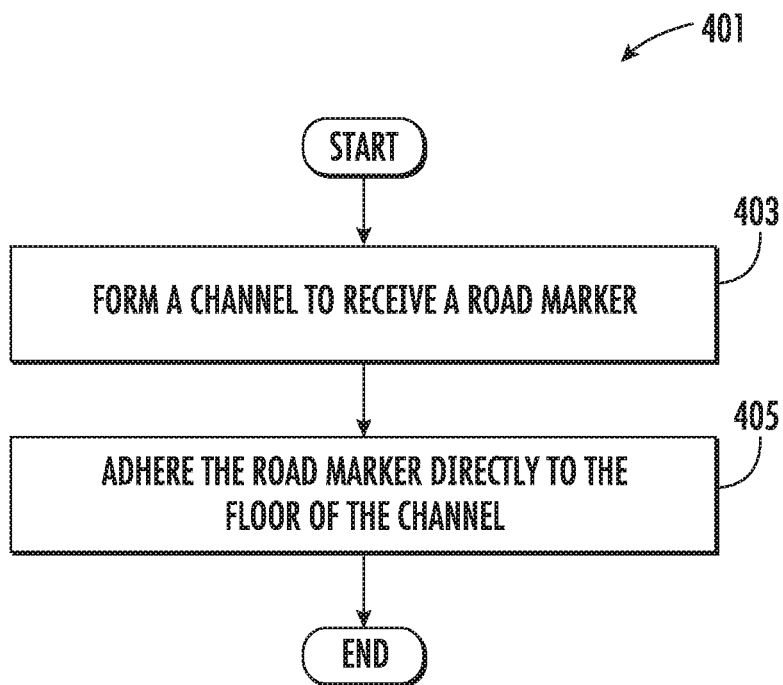 401
START
403
FORM A CHANNEL TO RECEIVE A ROAD MARKER
405
ADHERE THE ROAD MARKER DIRECTLY TO THE
FLOOR OF THE CHANNEL
END